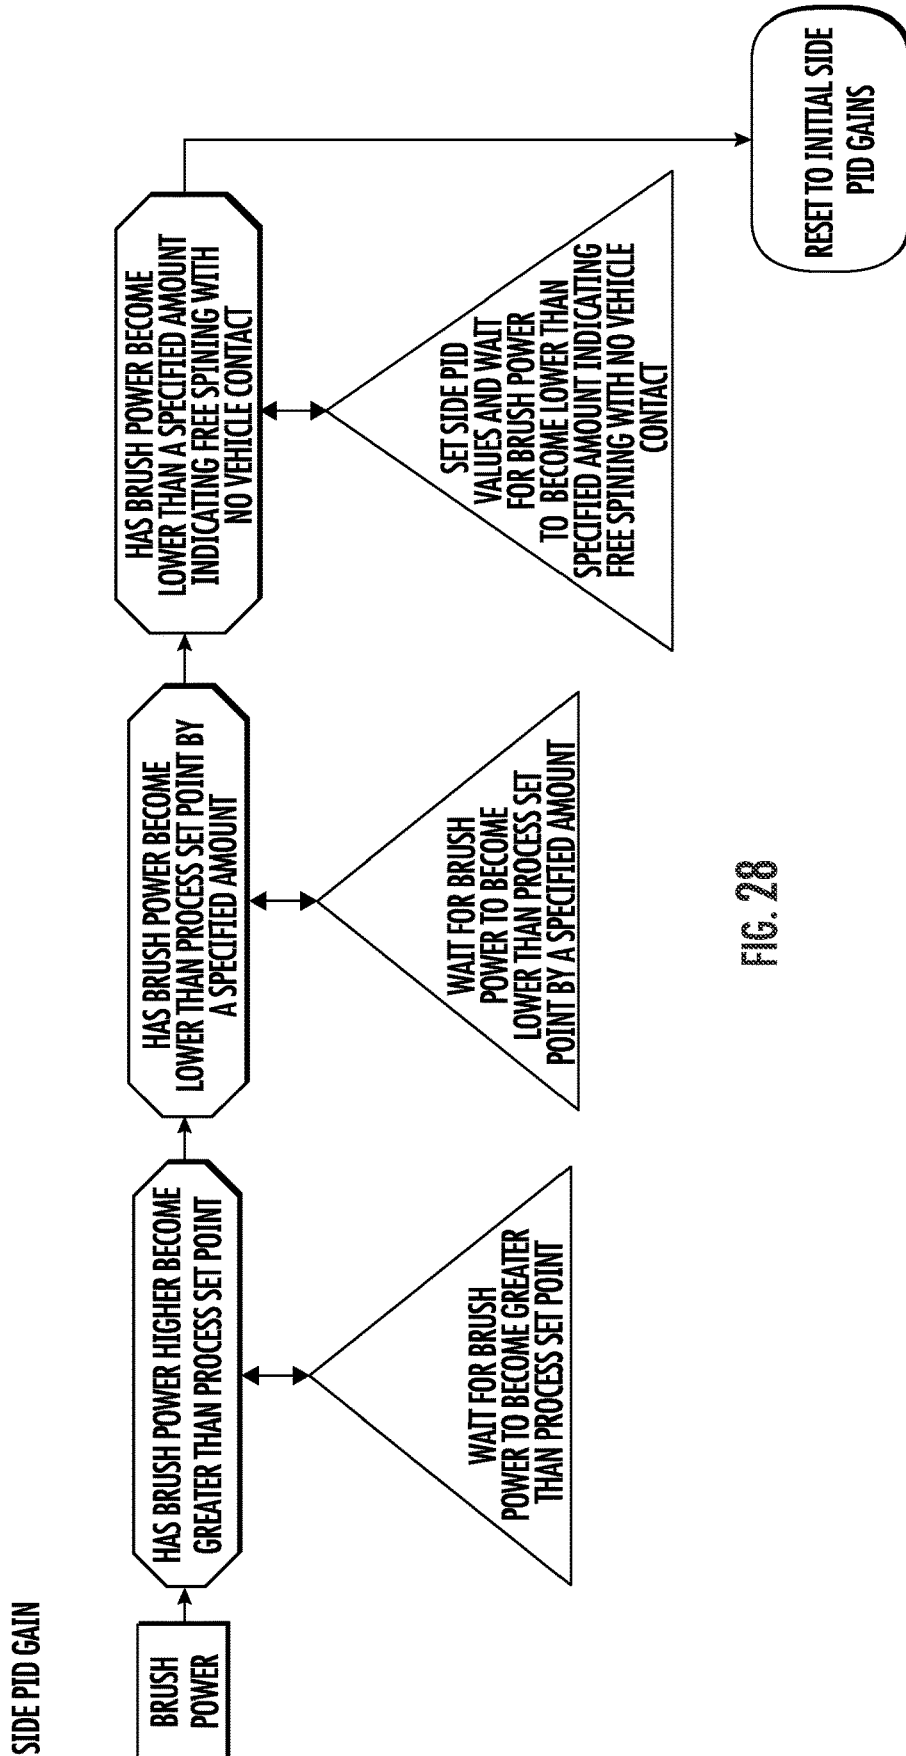 SIDE PID GAIN
BRUSH
POWER
HAS BRUSH POWER HIGHER BECOME
GREATER THAN PROCESS SET POINT
WAIT FOR BRUSH
POWER TO BECOME GREATER
THAN PROCESS SET POINT
HAS BRUSH POWER BECOME
LOWER THAN PROCESS SET POINT BY
A SPECIFIED AMOUNT
WAIT FOR BRUSH
POWER TO BECOME
LOWER THAN PROCESS SET
POINT BY A SPECIFIED AMOUNT
HAS BRUSH POWER BECOME
LOWER THAN A SPECIFIED AMOUNT
INDICATING FREE SPINING WITH
NO VEHICLE CONTACT
SET SIDE PID
VALUES AND WAIT
FOR BRUSH POWER
TO BECOME LOWER THAN
SPECIFIED AMOUNT INDICATING
FREE SPINING WITH NO VEHICLE
CONTACT
RESET TO INITIAL SIDE
PID GAINS
FIG. 28